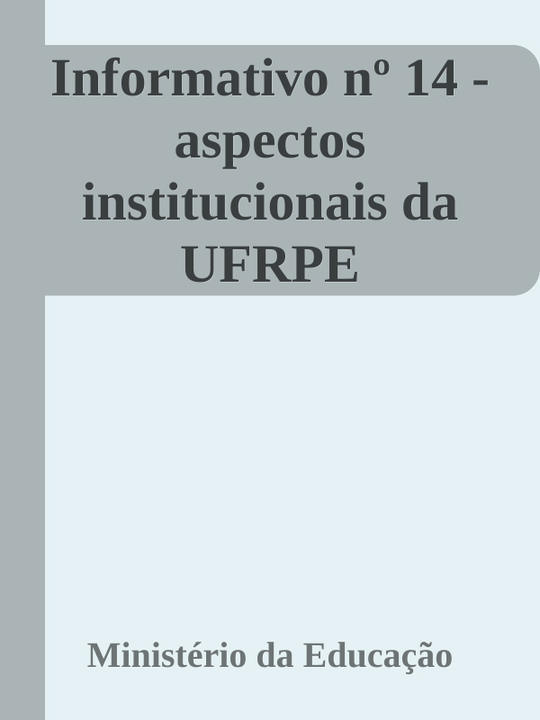 Informativo nº 14 -
aspectos
institucionais da
UFRPE
Ministério da Educação